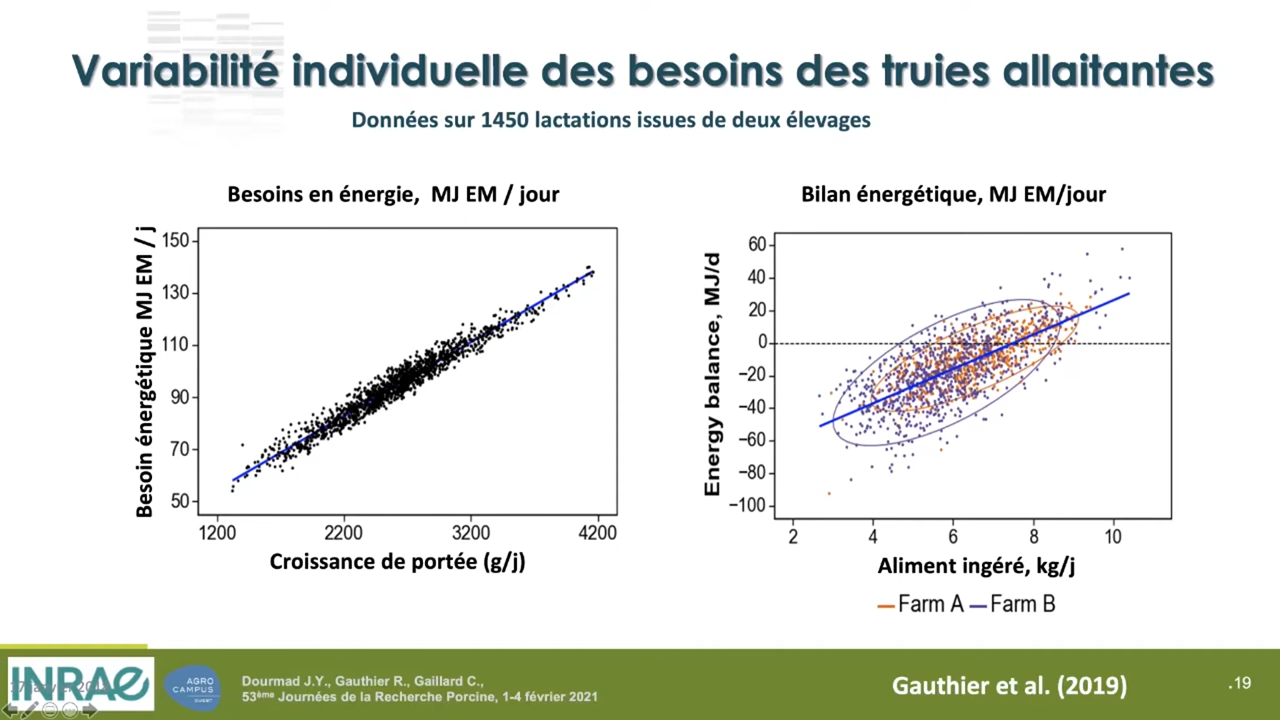 Variabilité individuelle des besoins des truies allaitantes
Données sur 1450 lactations issues de deux élevages
Besoins en énergie, MJ EM / jour
Besoin énergétique MJ EM / j
150
130
110
90
70
50
1200
2200
3200
4200
Croissance de portée (g/j)
Bilan énergétique, MJ EM/jour
Energy balance, MJ/d
60
40
20
0
−20
−40
−60
−80
−100
2
4
6
8
10
Aliment ingéré, kg/j
Farm A
Farm B
INRAE
AGRO
CAMPUS
OUEST
Dourmad J.Y., Gauthier R., Gaillard C.,
53ème Journées de la Recherche Porcine, 1-4 février 2021
Gauthier et al. (2019)
.19